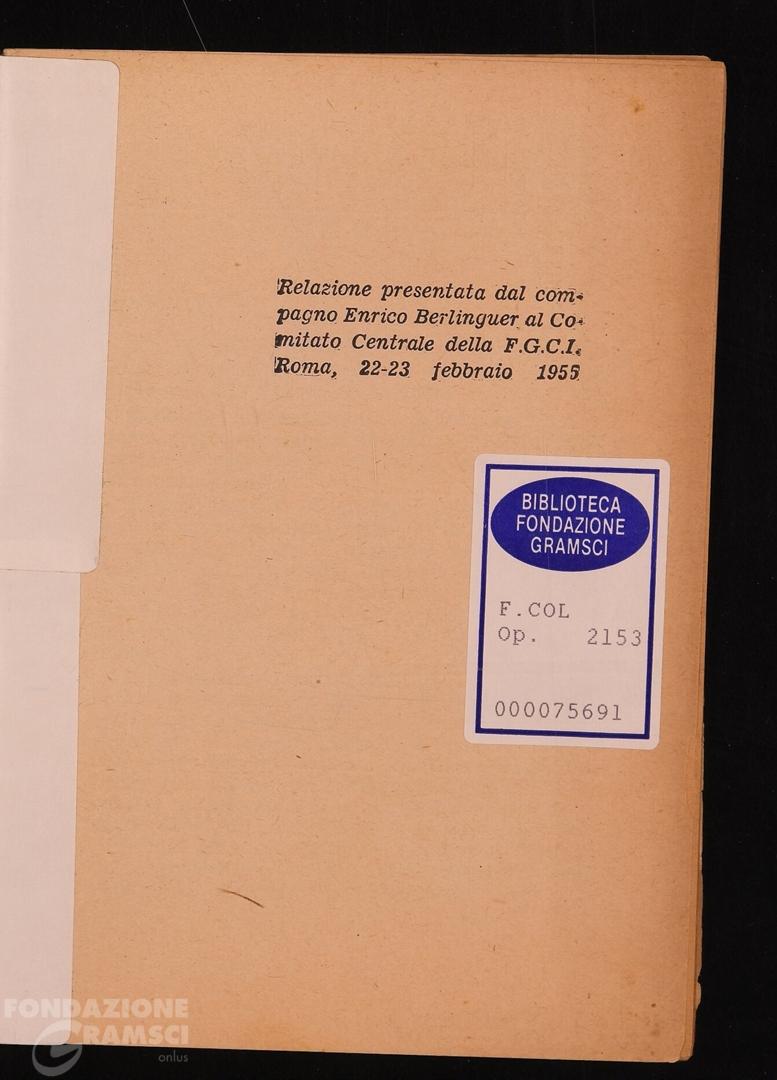 Relazione presentata dal com-
pagno Enrico Berlinguer al Co-
mitato Centrale della F.G.C.I.
Roma, 22-23 febbraio 1955
BIBLIOTECA
FONDAZIONE
GRAMSCI
F.COL
Op. 2153
000075691
FONDAZIONE
GRAMSCI
onlus